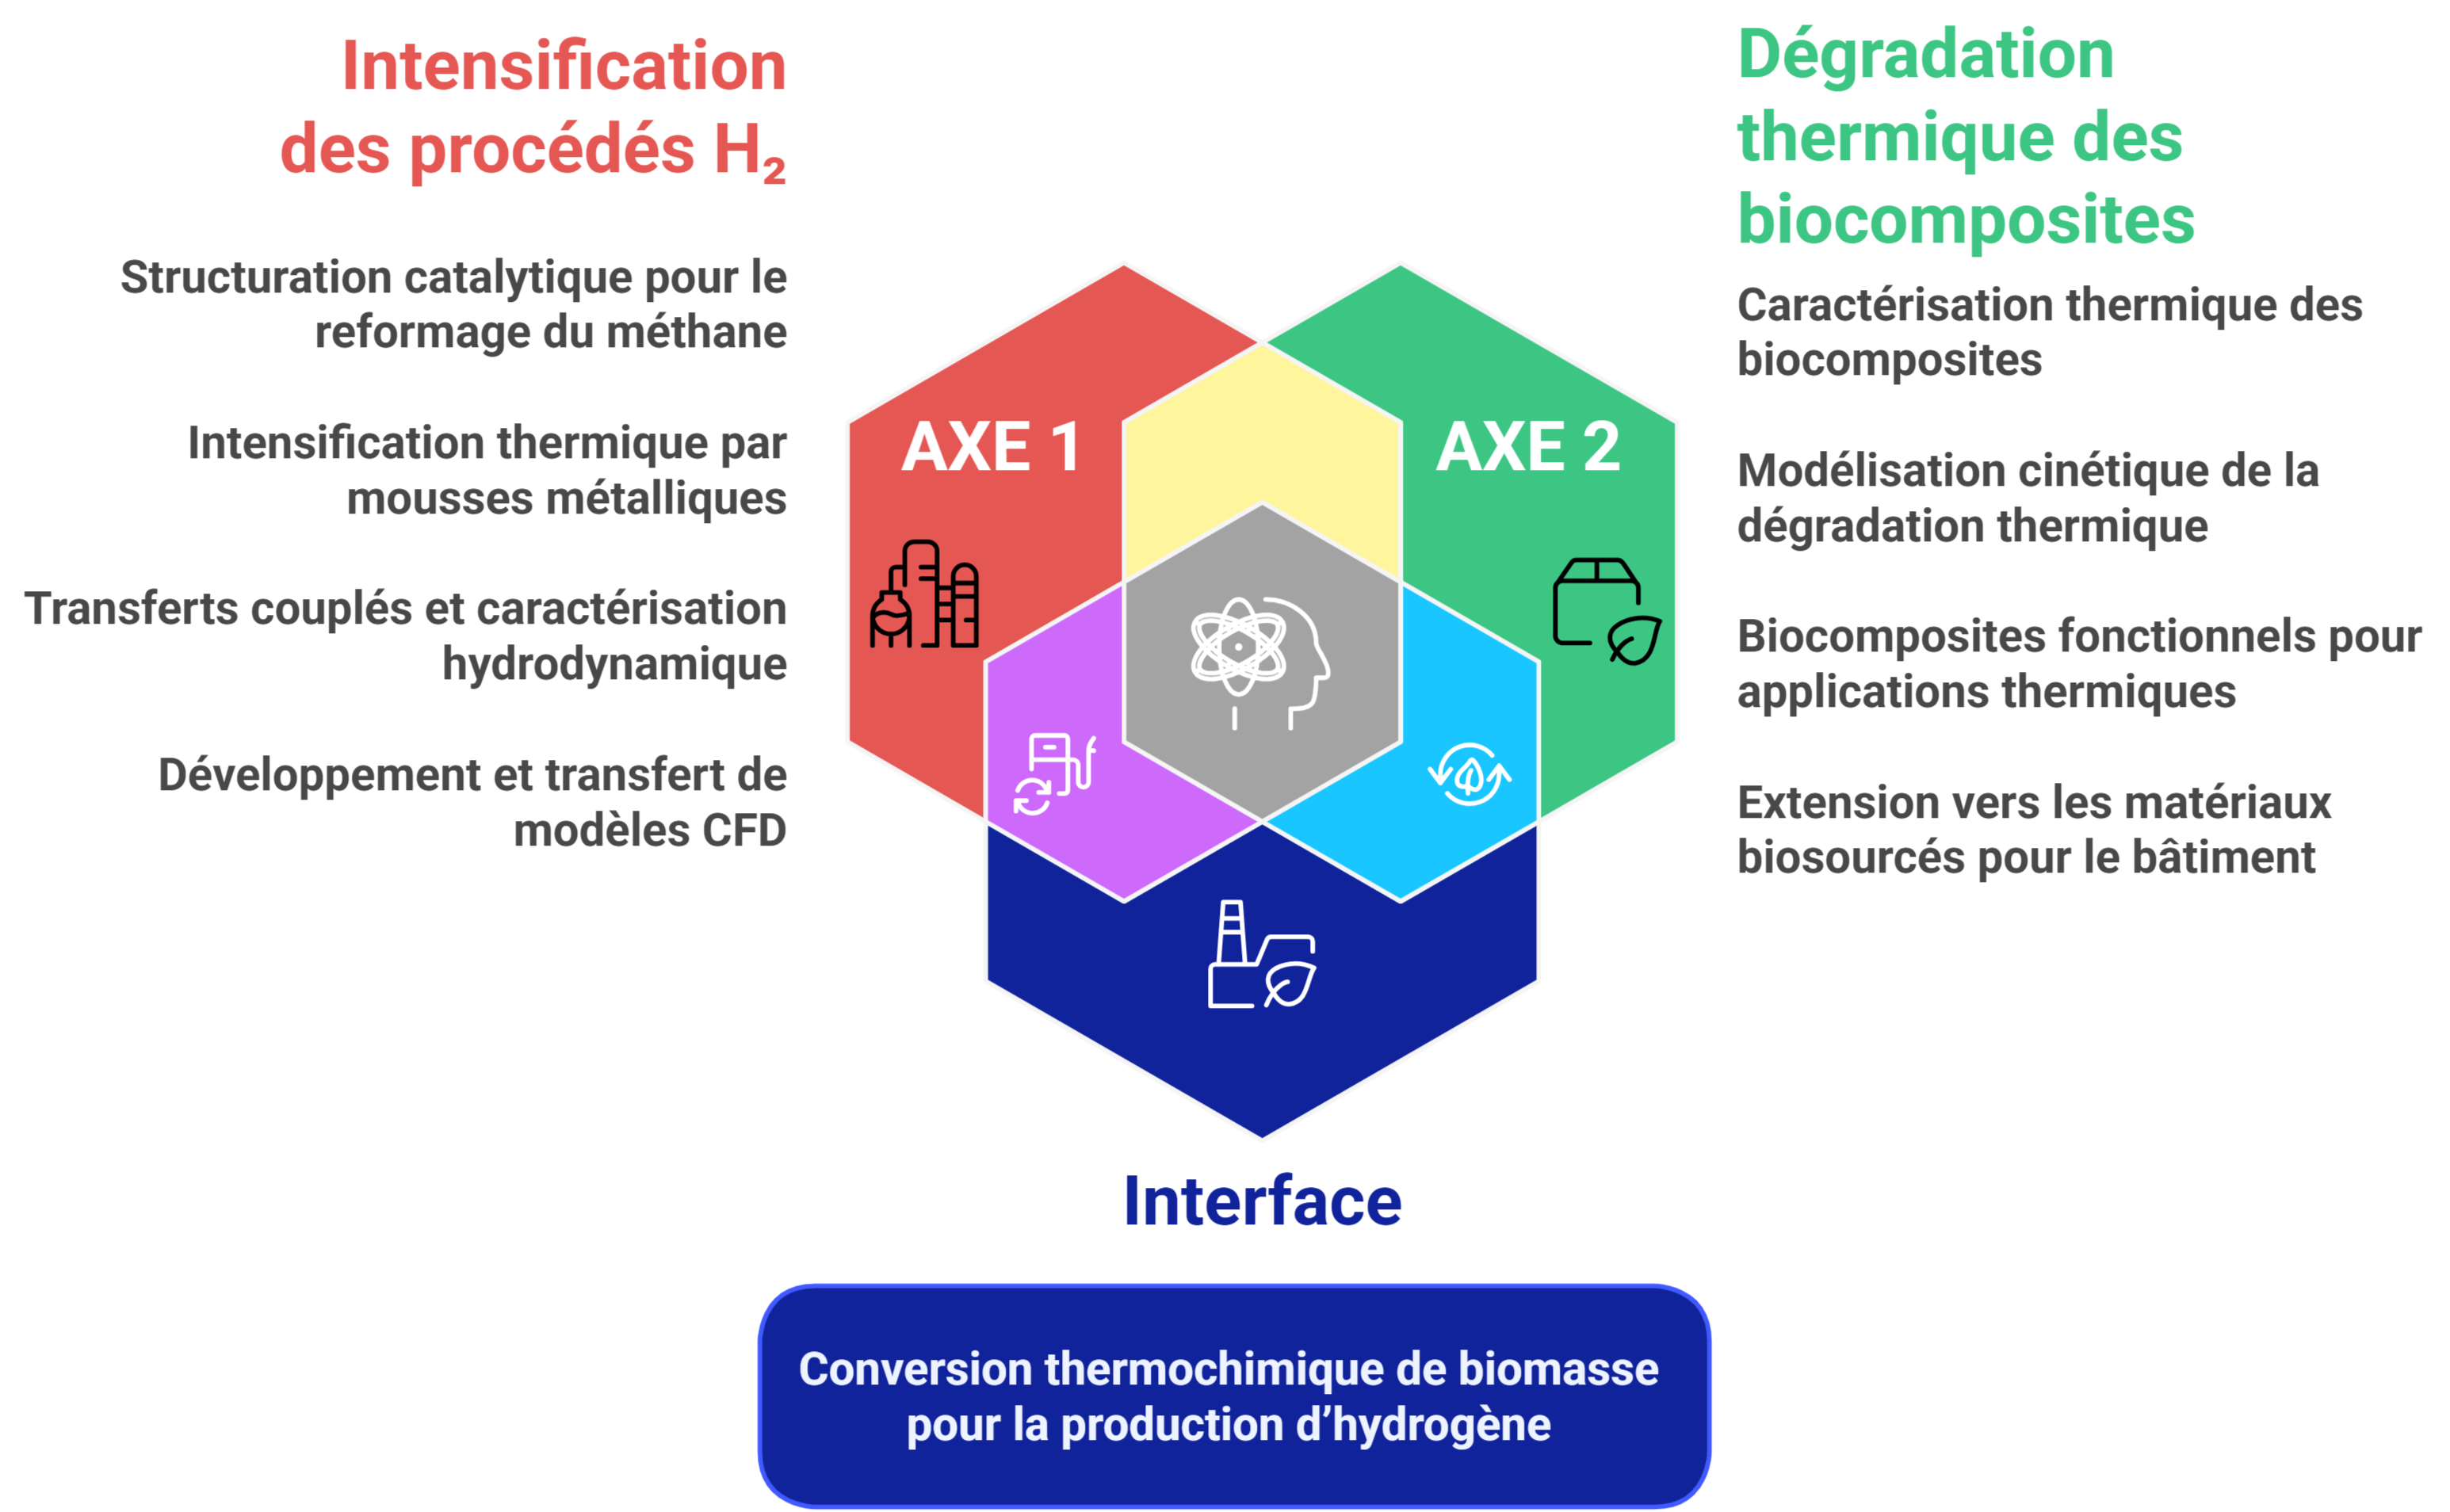 Intensification
des procédés H₂
Structuration catalytique pour le
reformage du méthane
Intensification thermique par
mousses métalliques
Transferts couplés et caractérisation
hydrodynamique
Développement et transfert de
modèles CFD
AXE 1
AXE 2
Dégradation
thermique des
biocomposites
Caractérisation thermique des
biocomposites
Modélisation cinétique de la
dégradation thermique
Biocomposites fonctionnels pour
applications thermiques
Extension vers les matériaux
biosourcés pour le bâtiment
Interface
Conversion thermochimique de biomasse
pour la production d’hydrogène